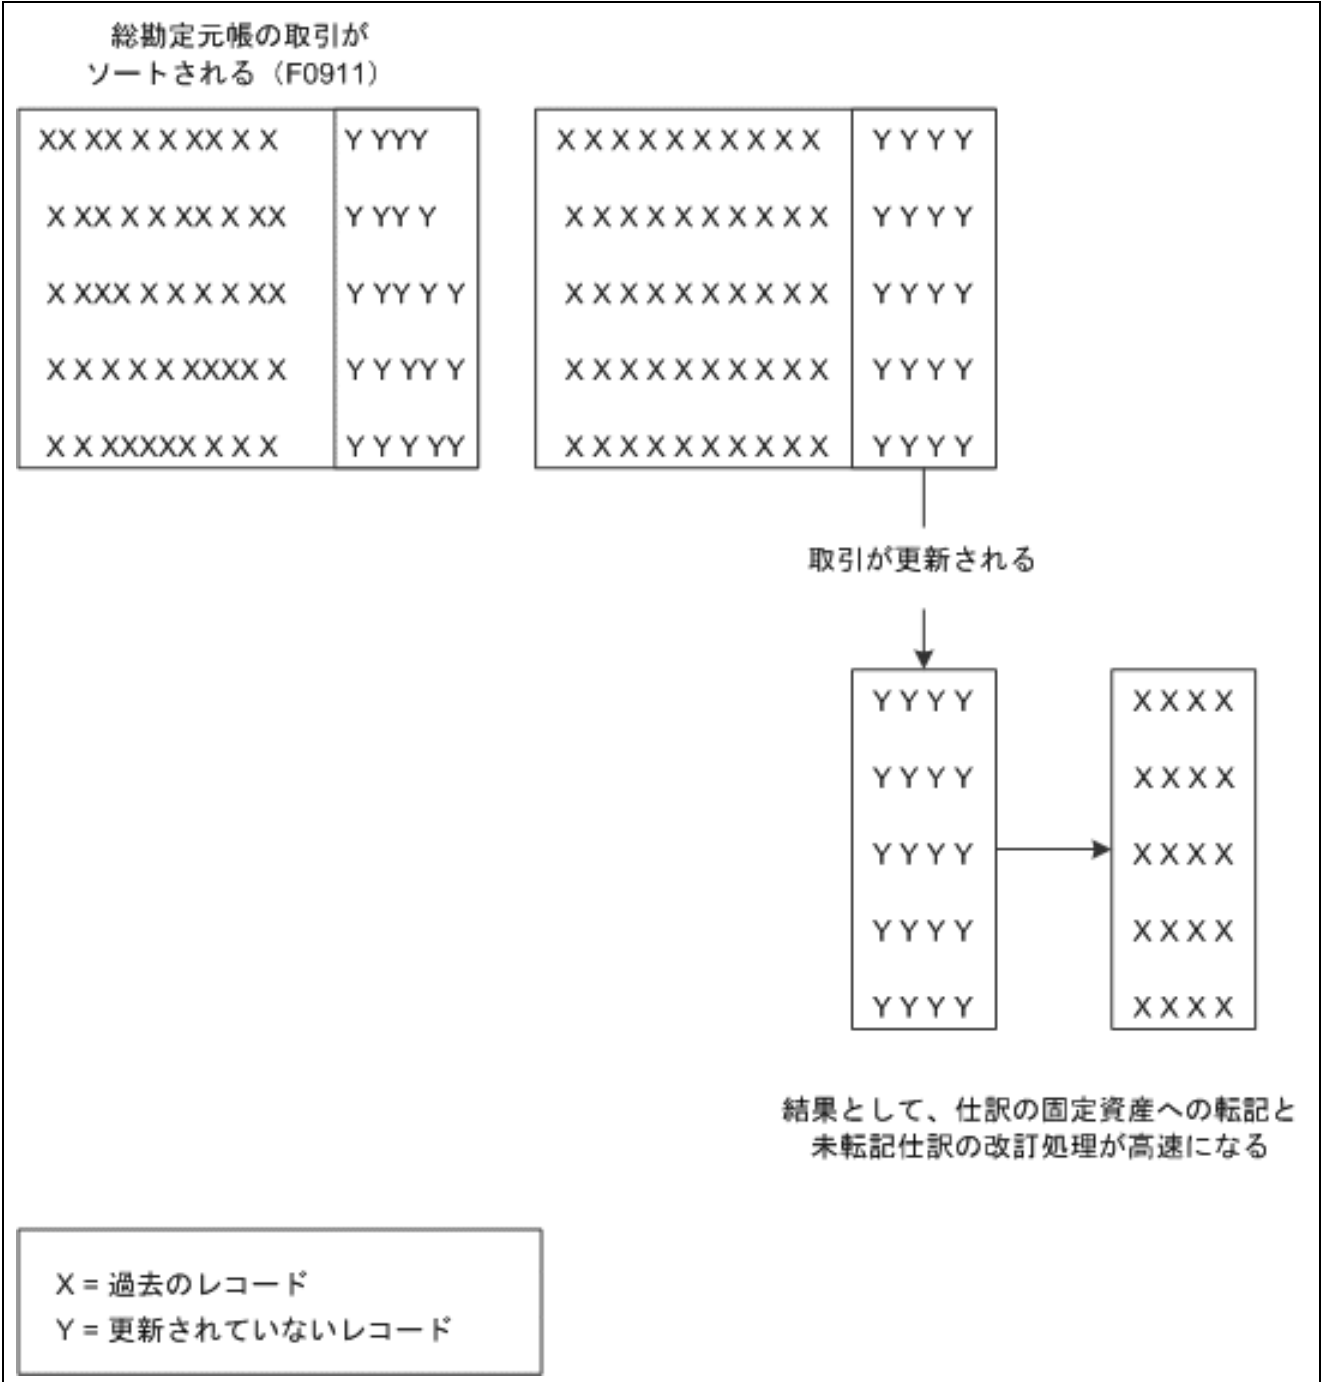 総勘定元帳の取引が
ソートされる（F0911）
XX XX X X XX X X
Y YYY
X XX X X XX X XX
Y YY Y
X XXX X X X X XX
Y YY Y Y
X X X X X XXXX X
Y Y YY Y
X X XXXXXX X X X
Y Y Y YY
X X X X X X X X X X
Y Y Y Y
X X X X X X X X X X
Y Y Y Y
X X X X X X X X X X
Y Y Y Y
X X X X X X X X X X
Y Y Y Y
X X X X X X X X X X
Y Y Y Y
取引が更新される
Y Y Y Y
Y Y Y Y
Y Y Y Y
Y Y Y Y
Y Y Y Y
X X X X
X X X X
X X X X
X X X X
X X X X
結果として、仕訳の固定資産への転記と
未転記仕訳の改訂処理が高速になる
X = 過去のレコード
Y = 更新されていないレコード